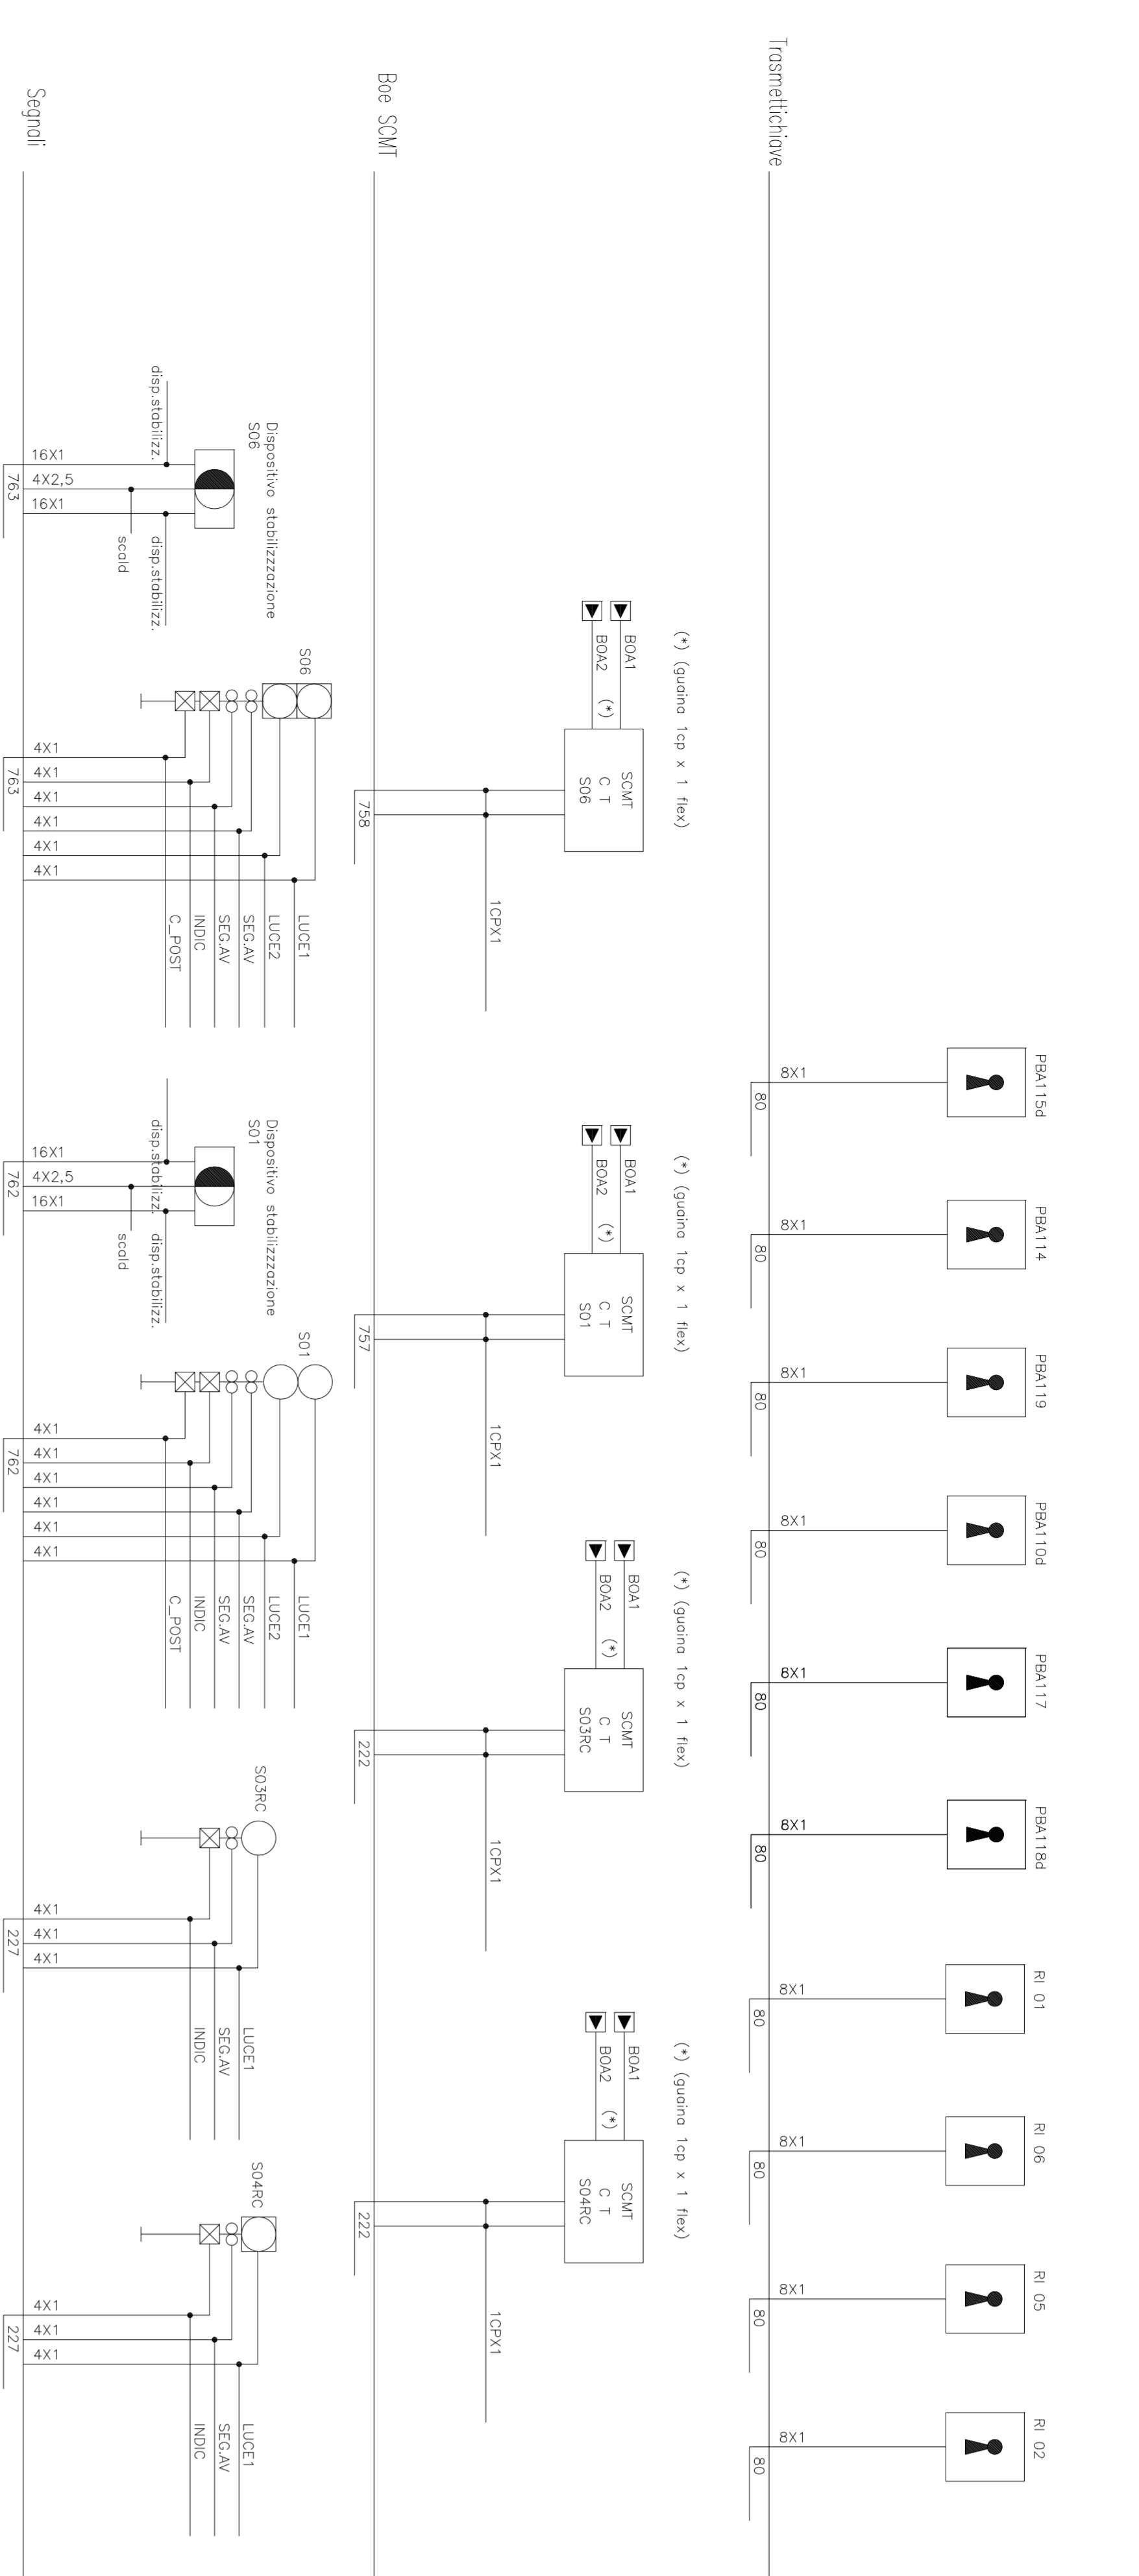 Trasmettichiave
PBA115d
8X1
80
PBA114
8X1
80
PBA119
8X1
80
PBA110d
8X1
80
PBA117
8X1
80
PBA118d
8X1
80
RI 01
8X1
80
RI 06
8X1
80
RI 05
8X1
80
RI 02
8X1
80
Boe SCMT
(*) (guaina 1cp x 1 flex)
BOA1
BOA2 (*)
SCMT
C T
S06
1CPX1
758
(*) (guaina 1cp x 1 flex)
BOA1
BOA2 (*)
SCMT
C T
S01
1CPX1
757
(*) (guaina 1cp x 1 flex)
BOA1
BOA2 (*)
SCMT
C T
S03RC
1CPX1
222
(*) (guaina 1cp x 1 flex)
BOA1
BOA2 (*)
SCMT
C T
S04RC
1CPX1
222
Segnali
Dispositivo stabilizzzazione
S06
disp.stabilizz.
disp.stabilizz.
scald
16X1
4X2,5
16X1
763
S06
LUCE1
LUCE2
SEG.AV
SEG.AV
INDIC
C_POST
4X1
4X1
4X1
4X1
4X1
4X1
763
Dispositivo stabilizzzazione
S01
disp.stabilizz.
disp.stabilizz.
scald
16X1
4X2,5
16X1
762
S01
LUCE1
LUCE2
SEG.AV
SEG.AV
INDIC
C_POST
4X1
4X1
4X1
4X1
4X1
4X1
762
S03RC
LUCE1
SEG.AV
INDIC
4X1
4X1
4X1
227
S04RC
LUCE1
SEG.AV
INDIC
4X1
4X1
4X1
227